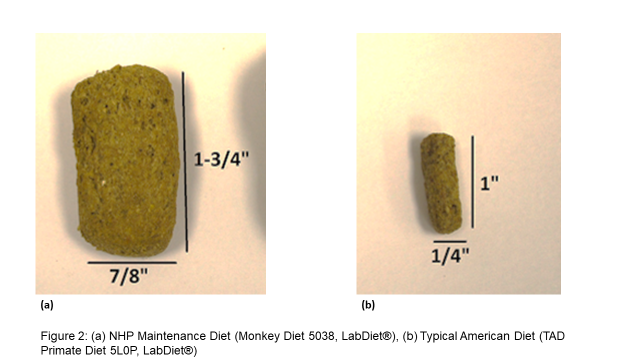 1-3/4"
7/8"
1"
1/4"
(a)
(b)
Figure 2: (a) NHP Maintenance Diet (Monkey Diet 5038, LabDiet®), (b) Typical American Diet (TAD
Primate Diet 5L0P, LabDiet®)